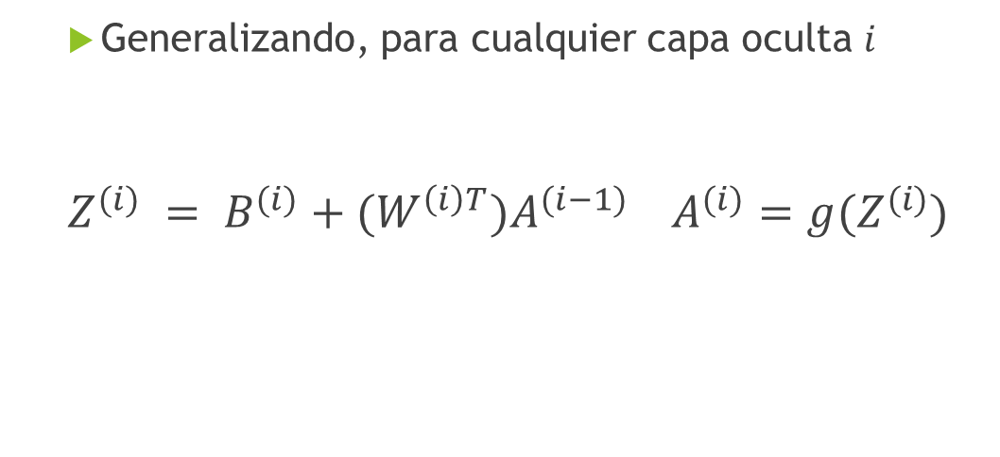 Generalizando, para cualquier capa oculta i
Z^(i) = B^(i) + (W^(i)T)A^(i−1) A^(i) = g(Z^(i))